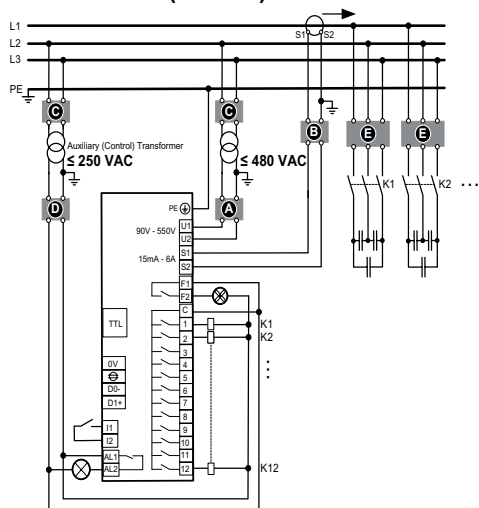 L1
S1 S2
L2
L3
PE
C
C
B
E
E
Auxiliary (Control) Transformer
≤ 250 VAC
≤ 480 VAC
K1
K2 ...
D
A
PE
90V - 550V
U1
U2
15mA - 6A
S1
S2
F1
F2
C
TTL
1
K1
2
K2
3
0V
4
5
D0-
6
D1+
7
8
I1
9
I2
10
AL1
11
AL2
12
K12